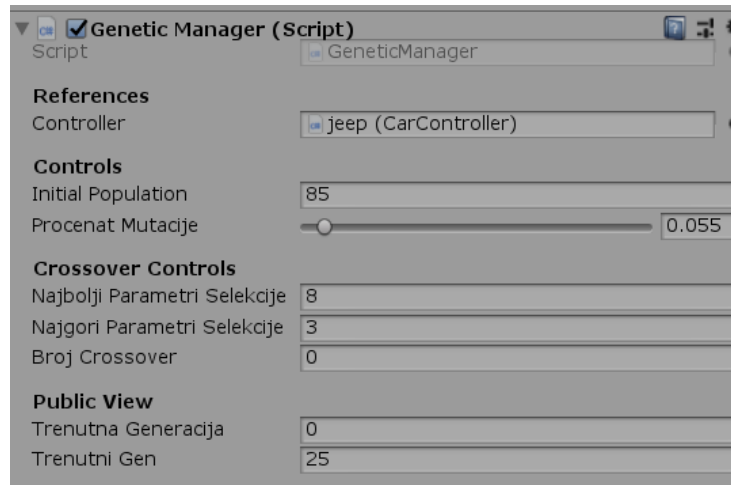 Genetic Manager (Script)
Script GeneticManager
References
Controller jeep (CarController)
Controls
Initial Population 85
Procenat Mutacije 0.055
Crossover Controls
Najbolji Parametri Selekcije 8
Najgori Parametri Selekcije 3
Broj Crossover 0
Public View
Trenutna Generacija 0
Trenutni Gen 25